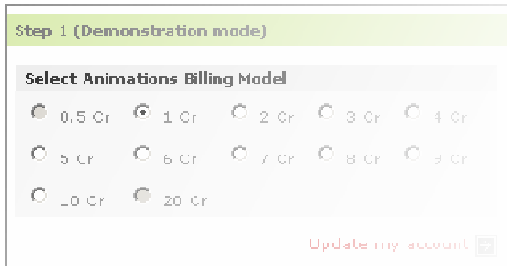 Step 1 (Demonstration mode)
Select Animations Billing Model
0.5 Cr 1 Cr 2 Cr 3 Cr 4 Cr
5 Cr 6 Cr 7 Cr 8 Cr 9 Cr
10 Cr 20 Cr
Update my account